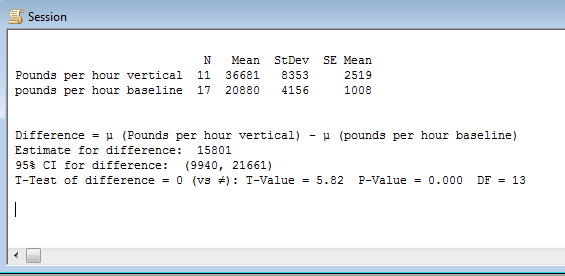 Session
N Mean StDev SE Mean
Pounds per hour vertical 11 36681 8353 2519
pounds per hour baseline 17 20880 4156 1008
Difference = μ (Pounds per hour vertical) - μ (pounds per hour baseline)
Estimate for difference: 15801
95% CI for difference: (9940, 21661)
T-Test of difference = 0 (vs ≠): T-Value = 5.82 P-Value = 0.000 DF = 13